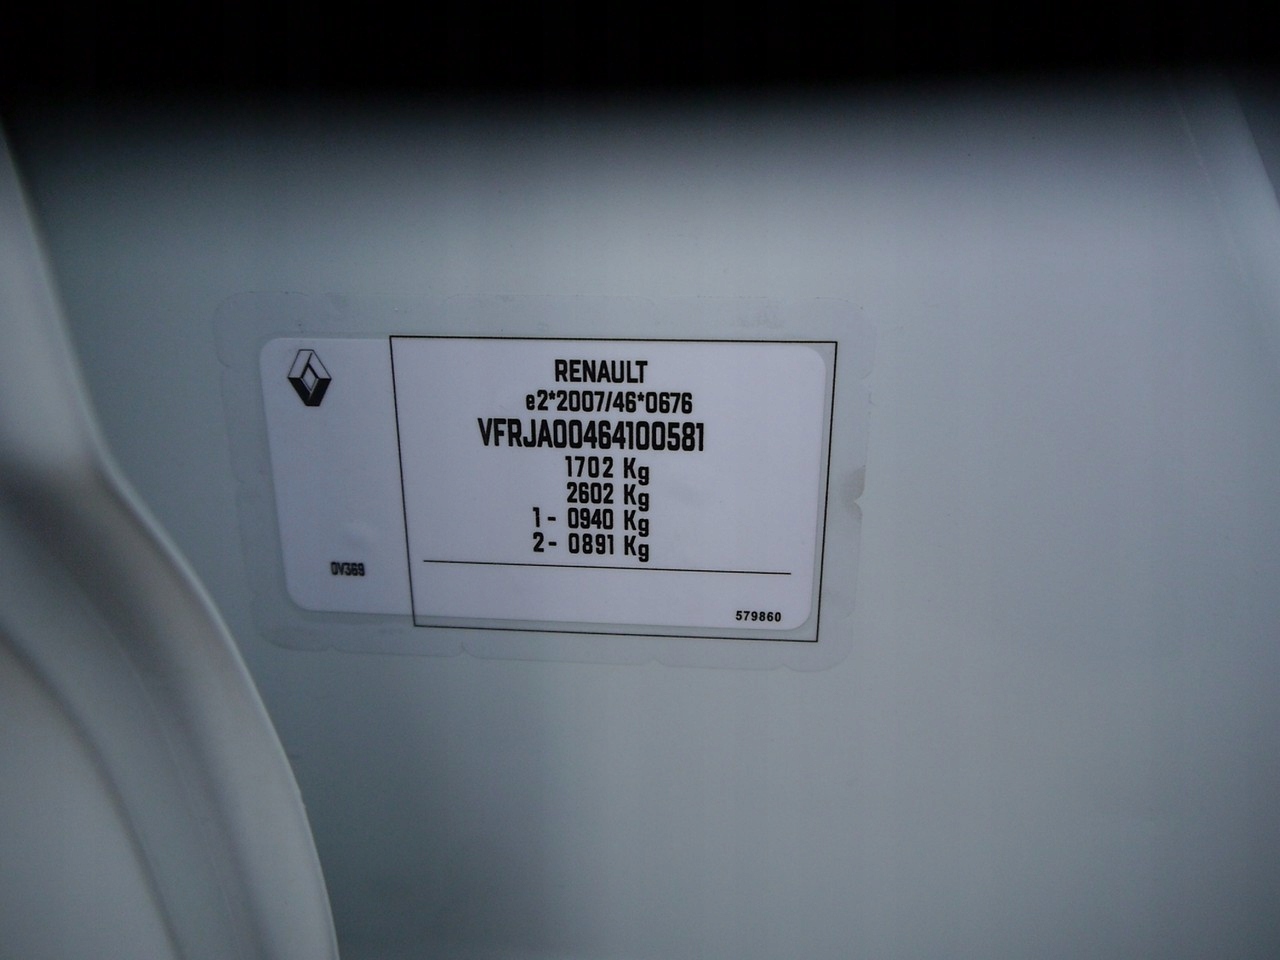 RENAULT
e2*2007/46*0676
VFRJA00464100581
1702 Kg
2602 Kg
1 - 0940 Kg
2 - 0891 Kg
0V369
579860